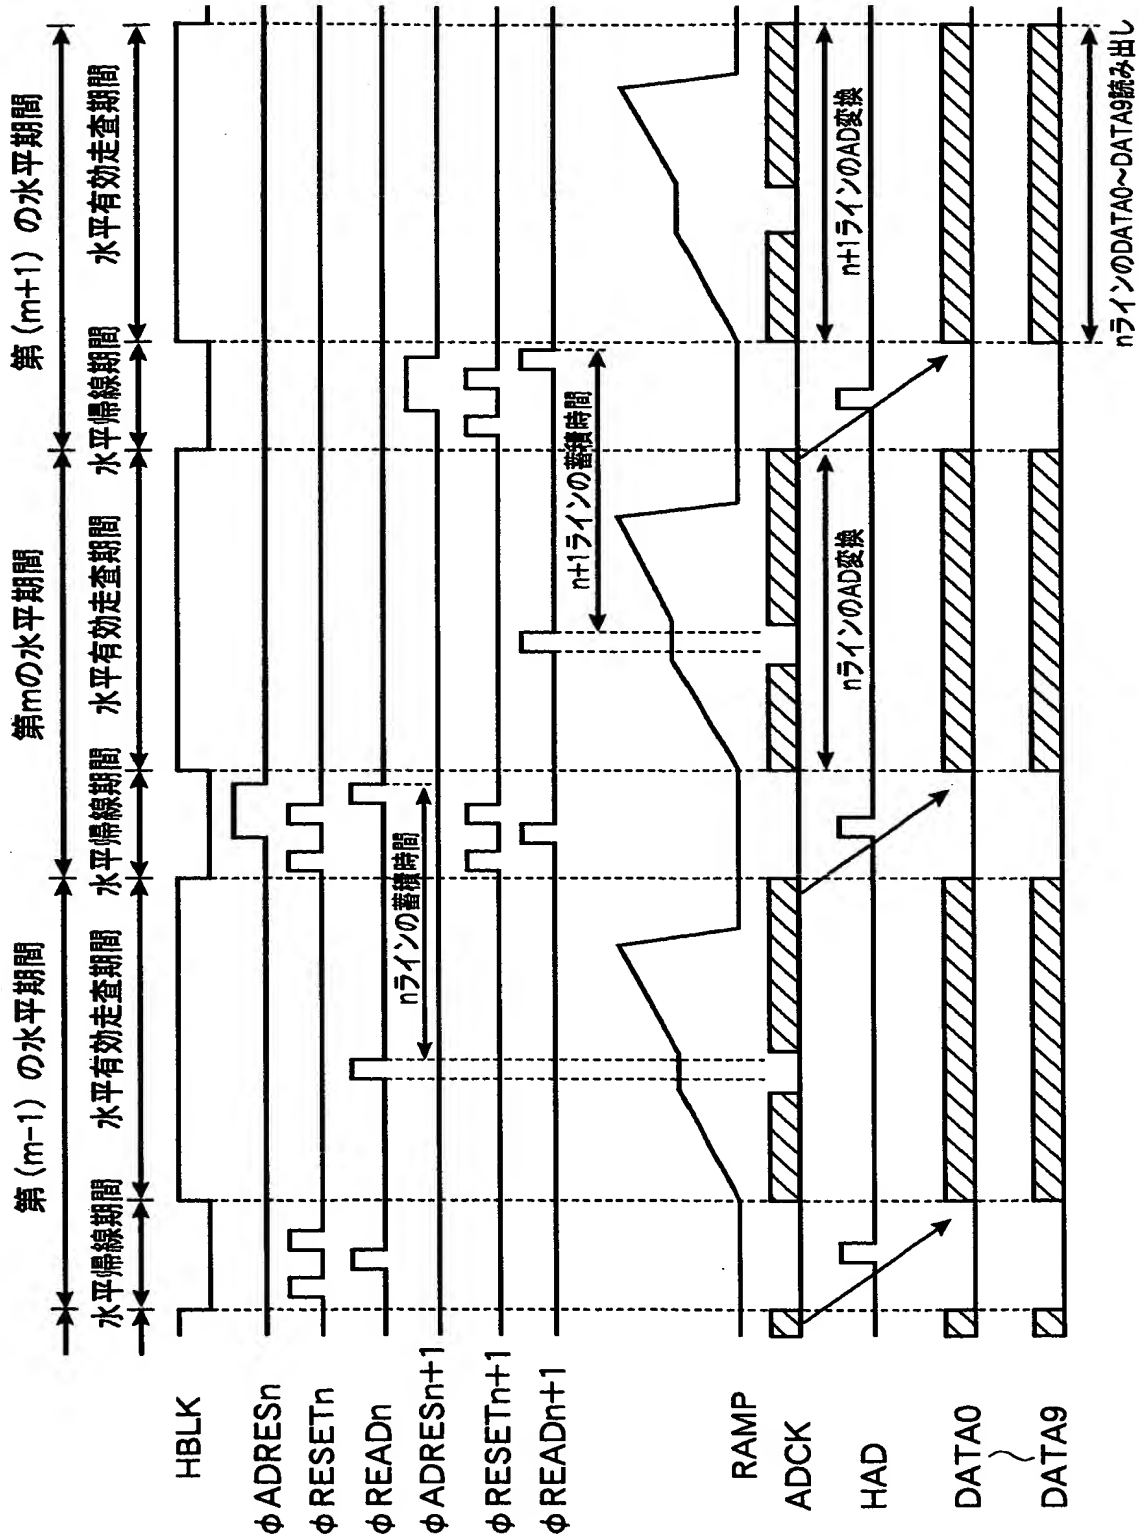 第(m-1)の水平期間
第mの水平期間
第(m+1)の水平期間
水平帰線期間
水平有効走査期間
水平帰線期間
水平有効走査期間
水平帰線期間
水平有効走査期間
HBLK
φADRESn
φRESETn
φREADn
nラインの蓄積時間
φADRESn+1
φRESETn+1
φREADn+1
n+1ラインの蓄積時間
RAMP
ADCK
nラインのAD変換
n+1ラインのAD変換
HAD
DATA0
〜
DATA9
nラインのDATA0~DATA9読み出し